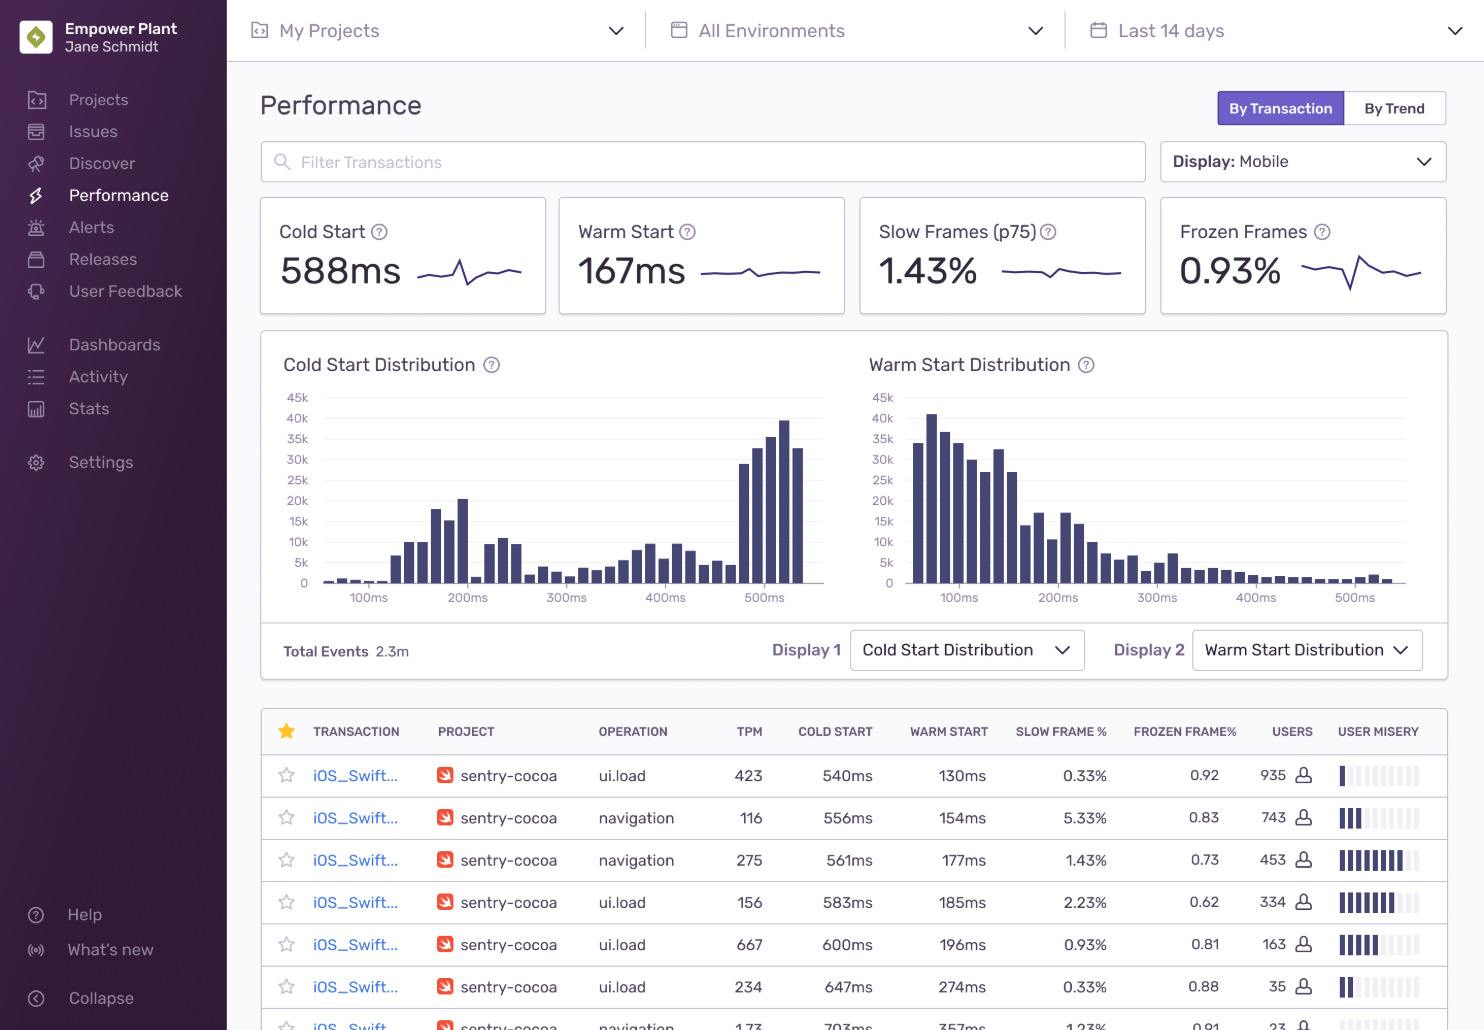 Empower Plant
Jane Schmidt
Projects
Issues
Discover
Performance
Alerts
Releases
User Feedback
Dashboards
Activity
Stats
Settings
Help
What's new
Collapse
My Projects
All Environments
Last 14 days
Performance
By Transaction
By Trend
Filter Transactions
Display: Mobile
Cold Start
588ms
Warm Start
167ms
Slow Frames (p75)
1.43%
Frozen Frames
0.93%
Cold Start Distribution
45k
40k
35k
30k
25k
20k
15k
10k
5k
0
100ms 200ms 300ms 400ms 500ms
Warm Start Distribution
45k
40k
35k
30k
25k
20k
15k
10k
5k
0
100ms 200ms 300ms 400ms 500ms
Total Events 2.3m
Display 1 Cold Start Distribution
Display 2 Warm Start Distribution
TRANSACTION PROJECT OPERATION TPM COLD START WARM START SLOW FRAME % FROZEN FRAME% USERS USER MISERY
iOS_Swift... sentry-cocoa ui.load 423 540ms 130ms 0.33% 0.92 935
iOS_Swift... sentry-cocoa navigation 116 556ms 154ms 5.33% 0.83 743
iOS_Swift... sentry-cocoa navigation 275 561ms 177ms 1.43% 0.73 453
iOS_Swift... sentry-cocoa ui.load 156 583ms 185ms 2.23% 0.62 334
iOS_Swift... sentry-cocoa ui.load 667 600ms 196ms 0.93% 0.81 163
iOS_Swift... sentry-cocoa ui.load 234 647ms 274ms 0.33% 0.88 35
iOS_Swift... sentry-cocoa navigation 173 703ms 357ms 1.23% 0.91 23